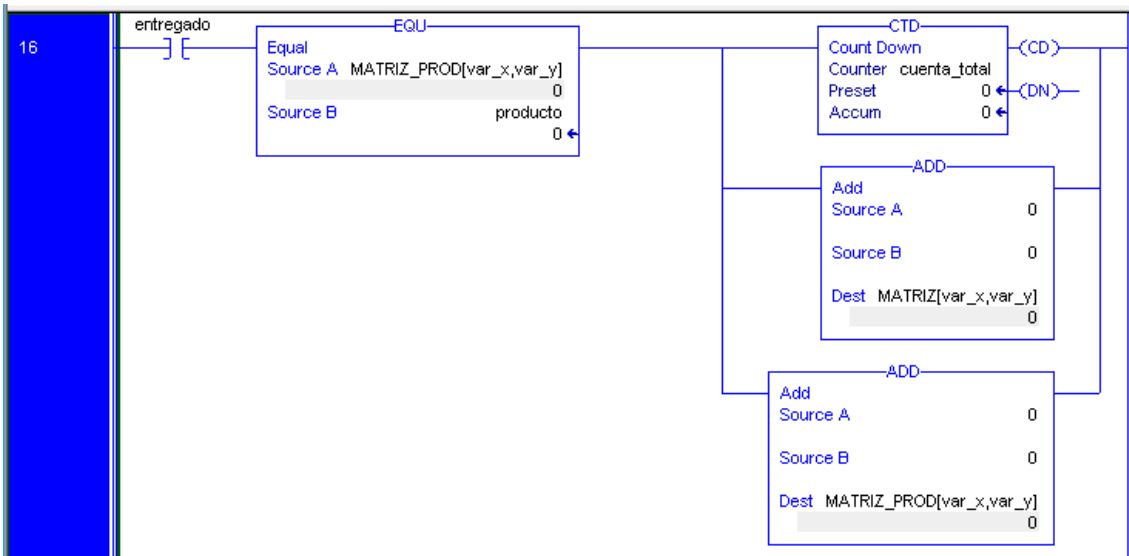 entregado
16
EQU
Equal
Source A MATRIZ_PROD[var_x,var_y]
0
Source B producto
0
CTD
Count Down
Counter cuenta_total
Preset 0
Accum 0
(CD)
(DN)
ADD
Add
Source A 0
Source B 0
Dest MATRIZ[var_x,var_y]
0
ADD
Add
Source A 0
Source B 0
Dest MATRIZ_PROD[var_x,var_y]
0